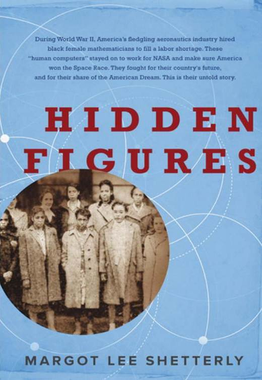 During World War II, America's fledgling aeronautics industry hired
black female mathematicians to fill a labor shortage. These
"human computers" stayed on to work for NASA and make sure America
won the Space Race. They fought for their country's future,
and for their share of the American Dream. This is their untold story.
HIDDEN
FIGURES
MARGOT LEE SHETTERLY